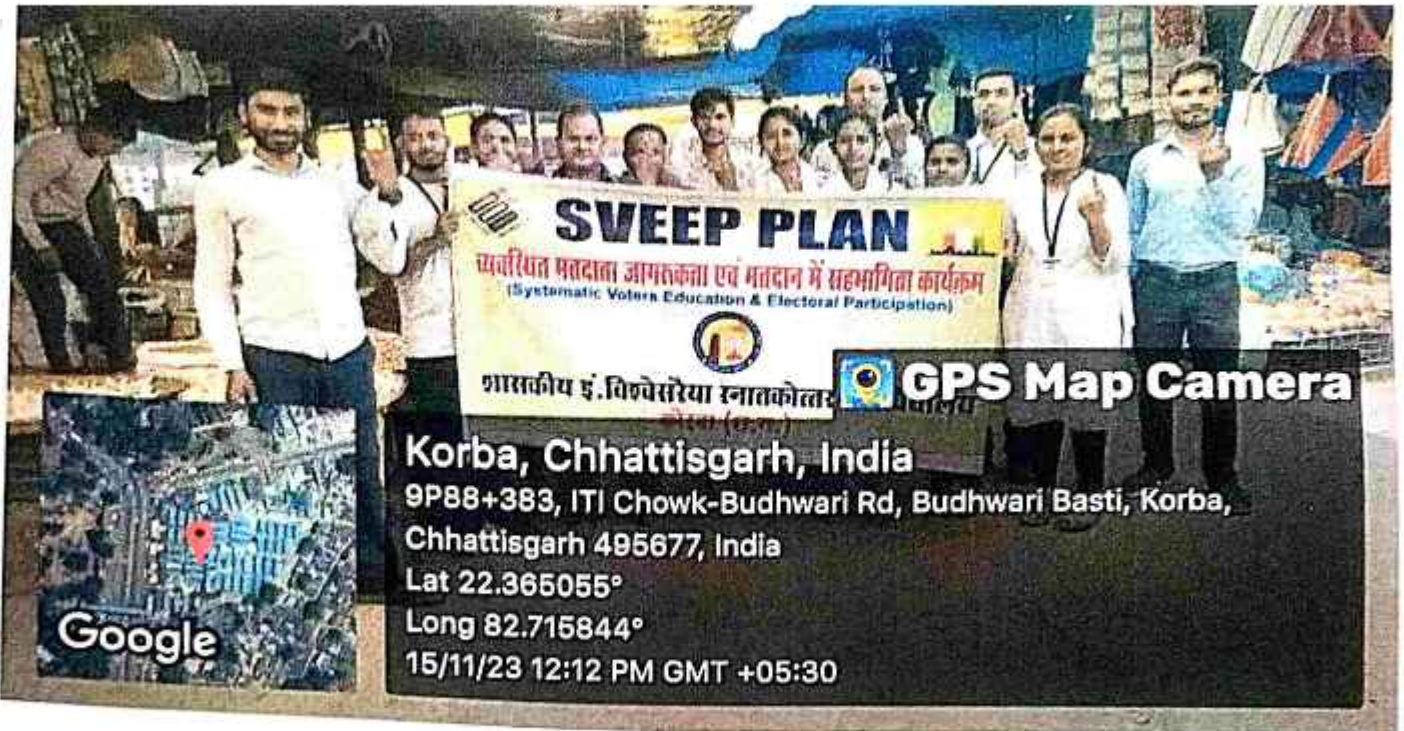 SVEEP PLAN
व्यवस्थित मतदाता जागरूकता एवं मतदान में सहभागिता कार्यक्रम
(Systematic Voters Education & Electoral Participation)
शासकीय इं.विश्वेसरैया स्नातकोत्तर
कोरबा (छ.ग.)
GPS Map Camera
Korba, Chhattisgarh, India
9P88+383, ITI Chowk-Budhwari Rd, Budhwari Basti, Korba,
Chhattisgarh 495677, India
Lat 22.365055°
Long 82.715844°
15/11/23 12:12 PM GMT +05:30
Google